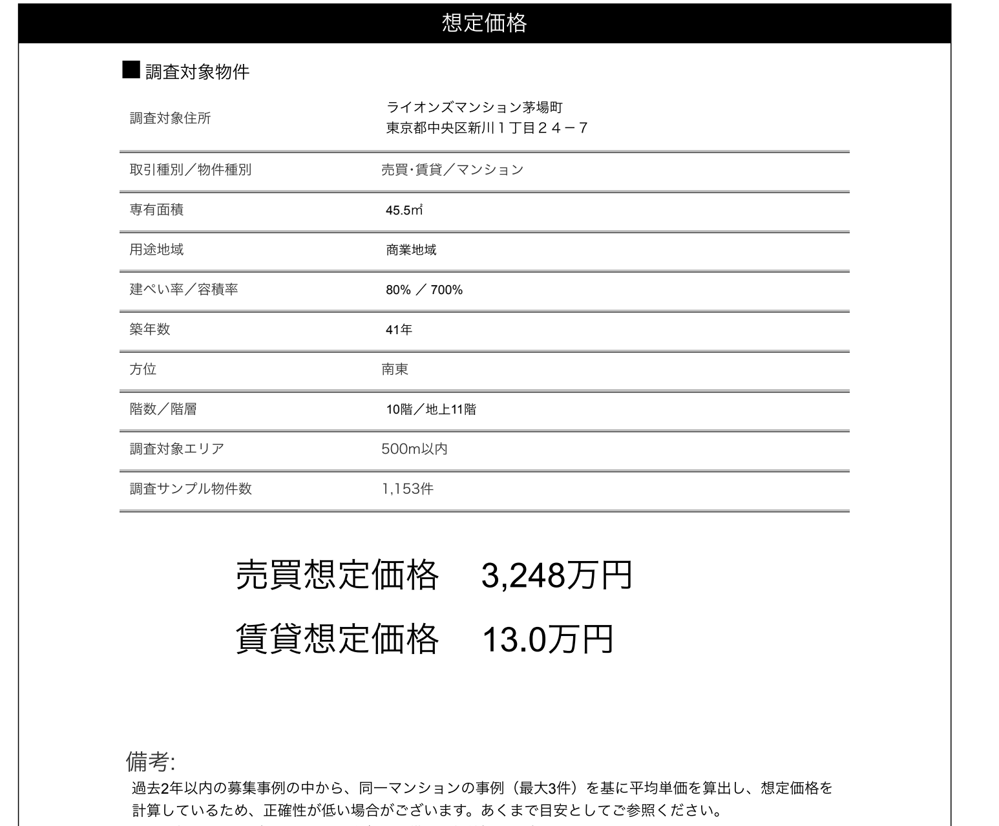 想定価格
■ 調査対象物件
調査対象住所
ライオンズマンション茅場町
東京都中央区新川１丁目２４－７
取引種別／物件種別 売買･賃貸／マンション
専有面積 45.5㎡
用途地域 商業地域
建ぺい率／容積率 80% ／ 700%
築年数 41年
方位 南東
階数／階層 10階／地上11階
調査対象エリア 500m以内
調査サンプル物件数 1,153件
売買想定価格 3,248万円
賃貸想定価格 13.0万円
備考:
過去2年以内の募集事例の中から、同一マンションの事例（最大3件）を基に平均単価を算出し、想定価格を
計算しているため、正確性が低い場合がございます。あくまで目安としてご参照ください。